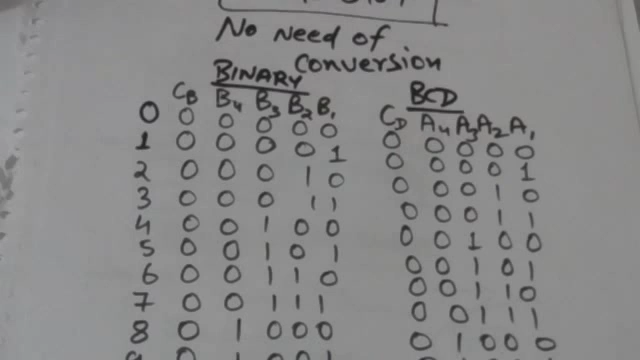 No need of
conversion
BINARY BCD
CB B4 B3 B2 B1 CD A4 A3 A2 A1
0 0 0 0 0 0 0 0 0 0 0
1 0 0 0 0 1 0 0 0 0 1
2 0 0 0 1 0 0 0 0 1 0
3 0 0 0 1 1 0 0 0 1 1
4 0 0 1 0 0 0 0 1 0 0
5 0 0 1 0 1 0 0 1 0 1
6 0 0 1 1 0 0 0 1 1 0
7 0 0 1 1 1 0 0 1 1 1
8 0 1 0 0 0 0 1 0 0 0